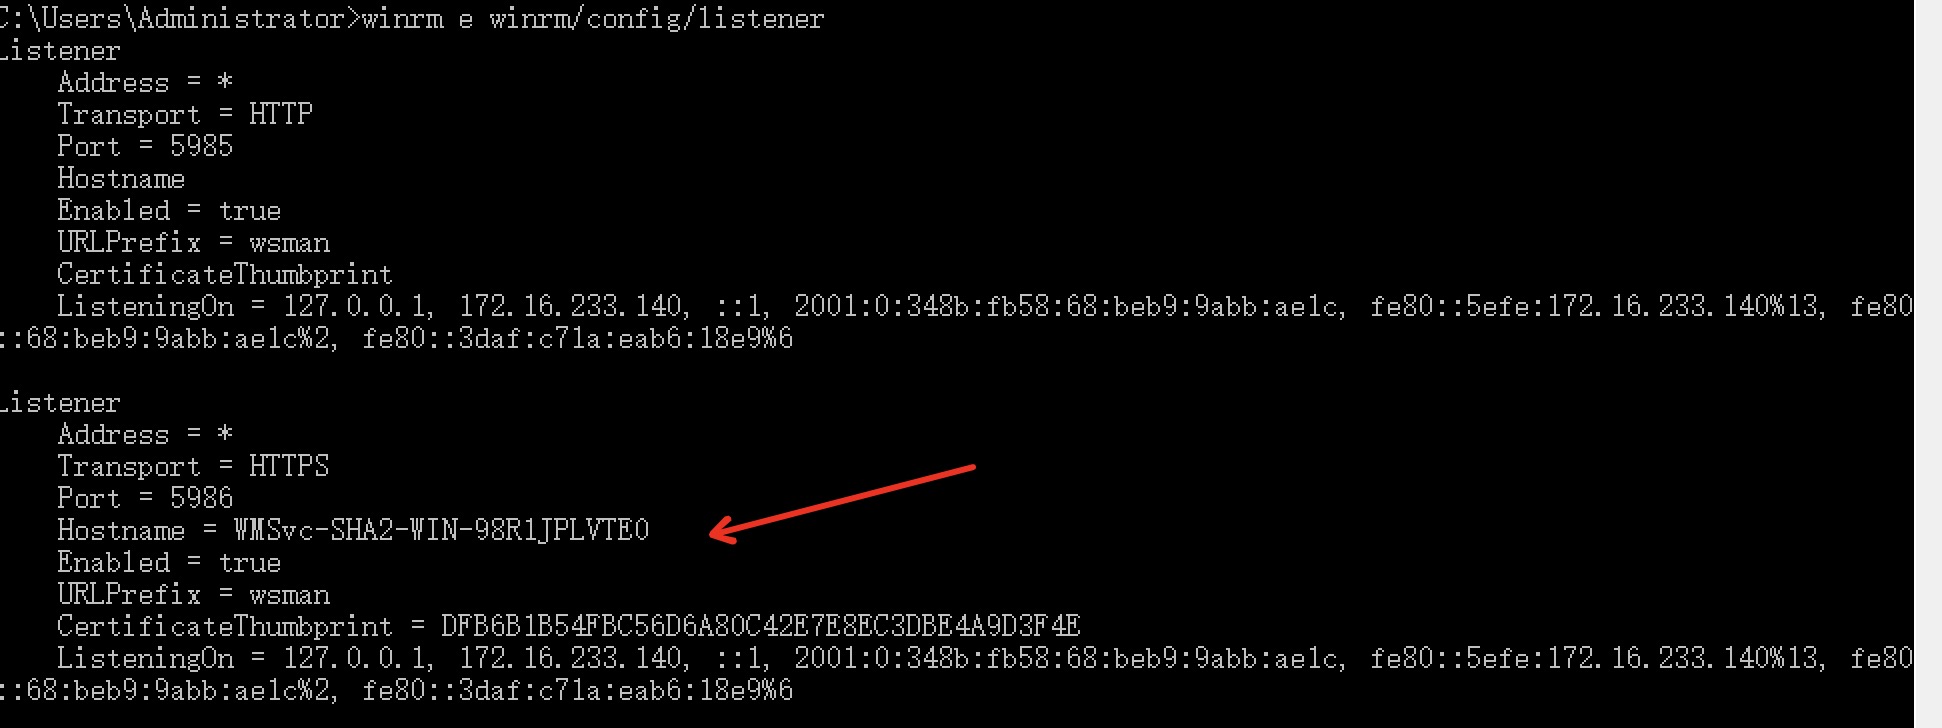 C:\Users\Administrator>winrm e winrm/config/listener
Listener
Address = *
Transport = HTTP
Port = 5985
Hostname
Enabled = true
URLPrefix = wsman
CertificateThumbprint
ListeningOn = 127.0.0.1, 172.16.233.140, ::1, 2001:0:348b:fb58:68:beb9:9abb:ae1c, fe80::5efe:172.16.233.140%13, fe80
::68:beb9:9abb:ae1c%2, fe80::3daf:c71a:eab6:18e9%6
Listener
Address = *
Transport = HTTPS
Port = 5986
Hostname = WMSvc-SHA2-WIN-98R1JPLVTE0
Enabled = true
URLPrefix = wsman
CertificateThumbprint = DFB6B1B54FBC56D6A80C42E7E8EC3DBE4A9D3F4E
ListeningOn = 127.0.0.1, 172.16.233.140, ::1, 2001:0:348b:fb58:68:beb9:9abb:ae1c, fe80::5efe:172.16.233.140%13, fe80
::68:beb9:9abb:ae1c%2, fe80::3daf:c71a:eab6:18e9%6